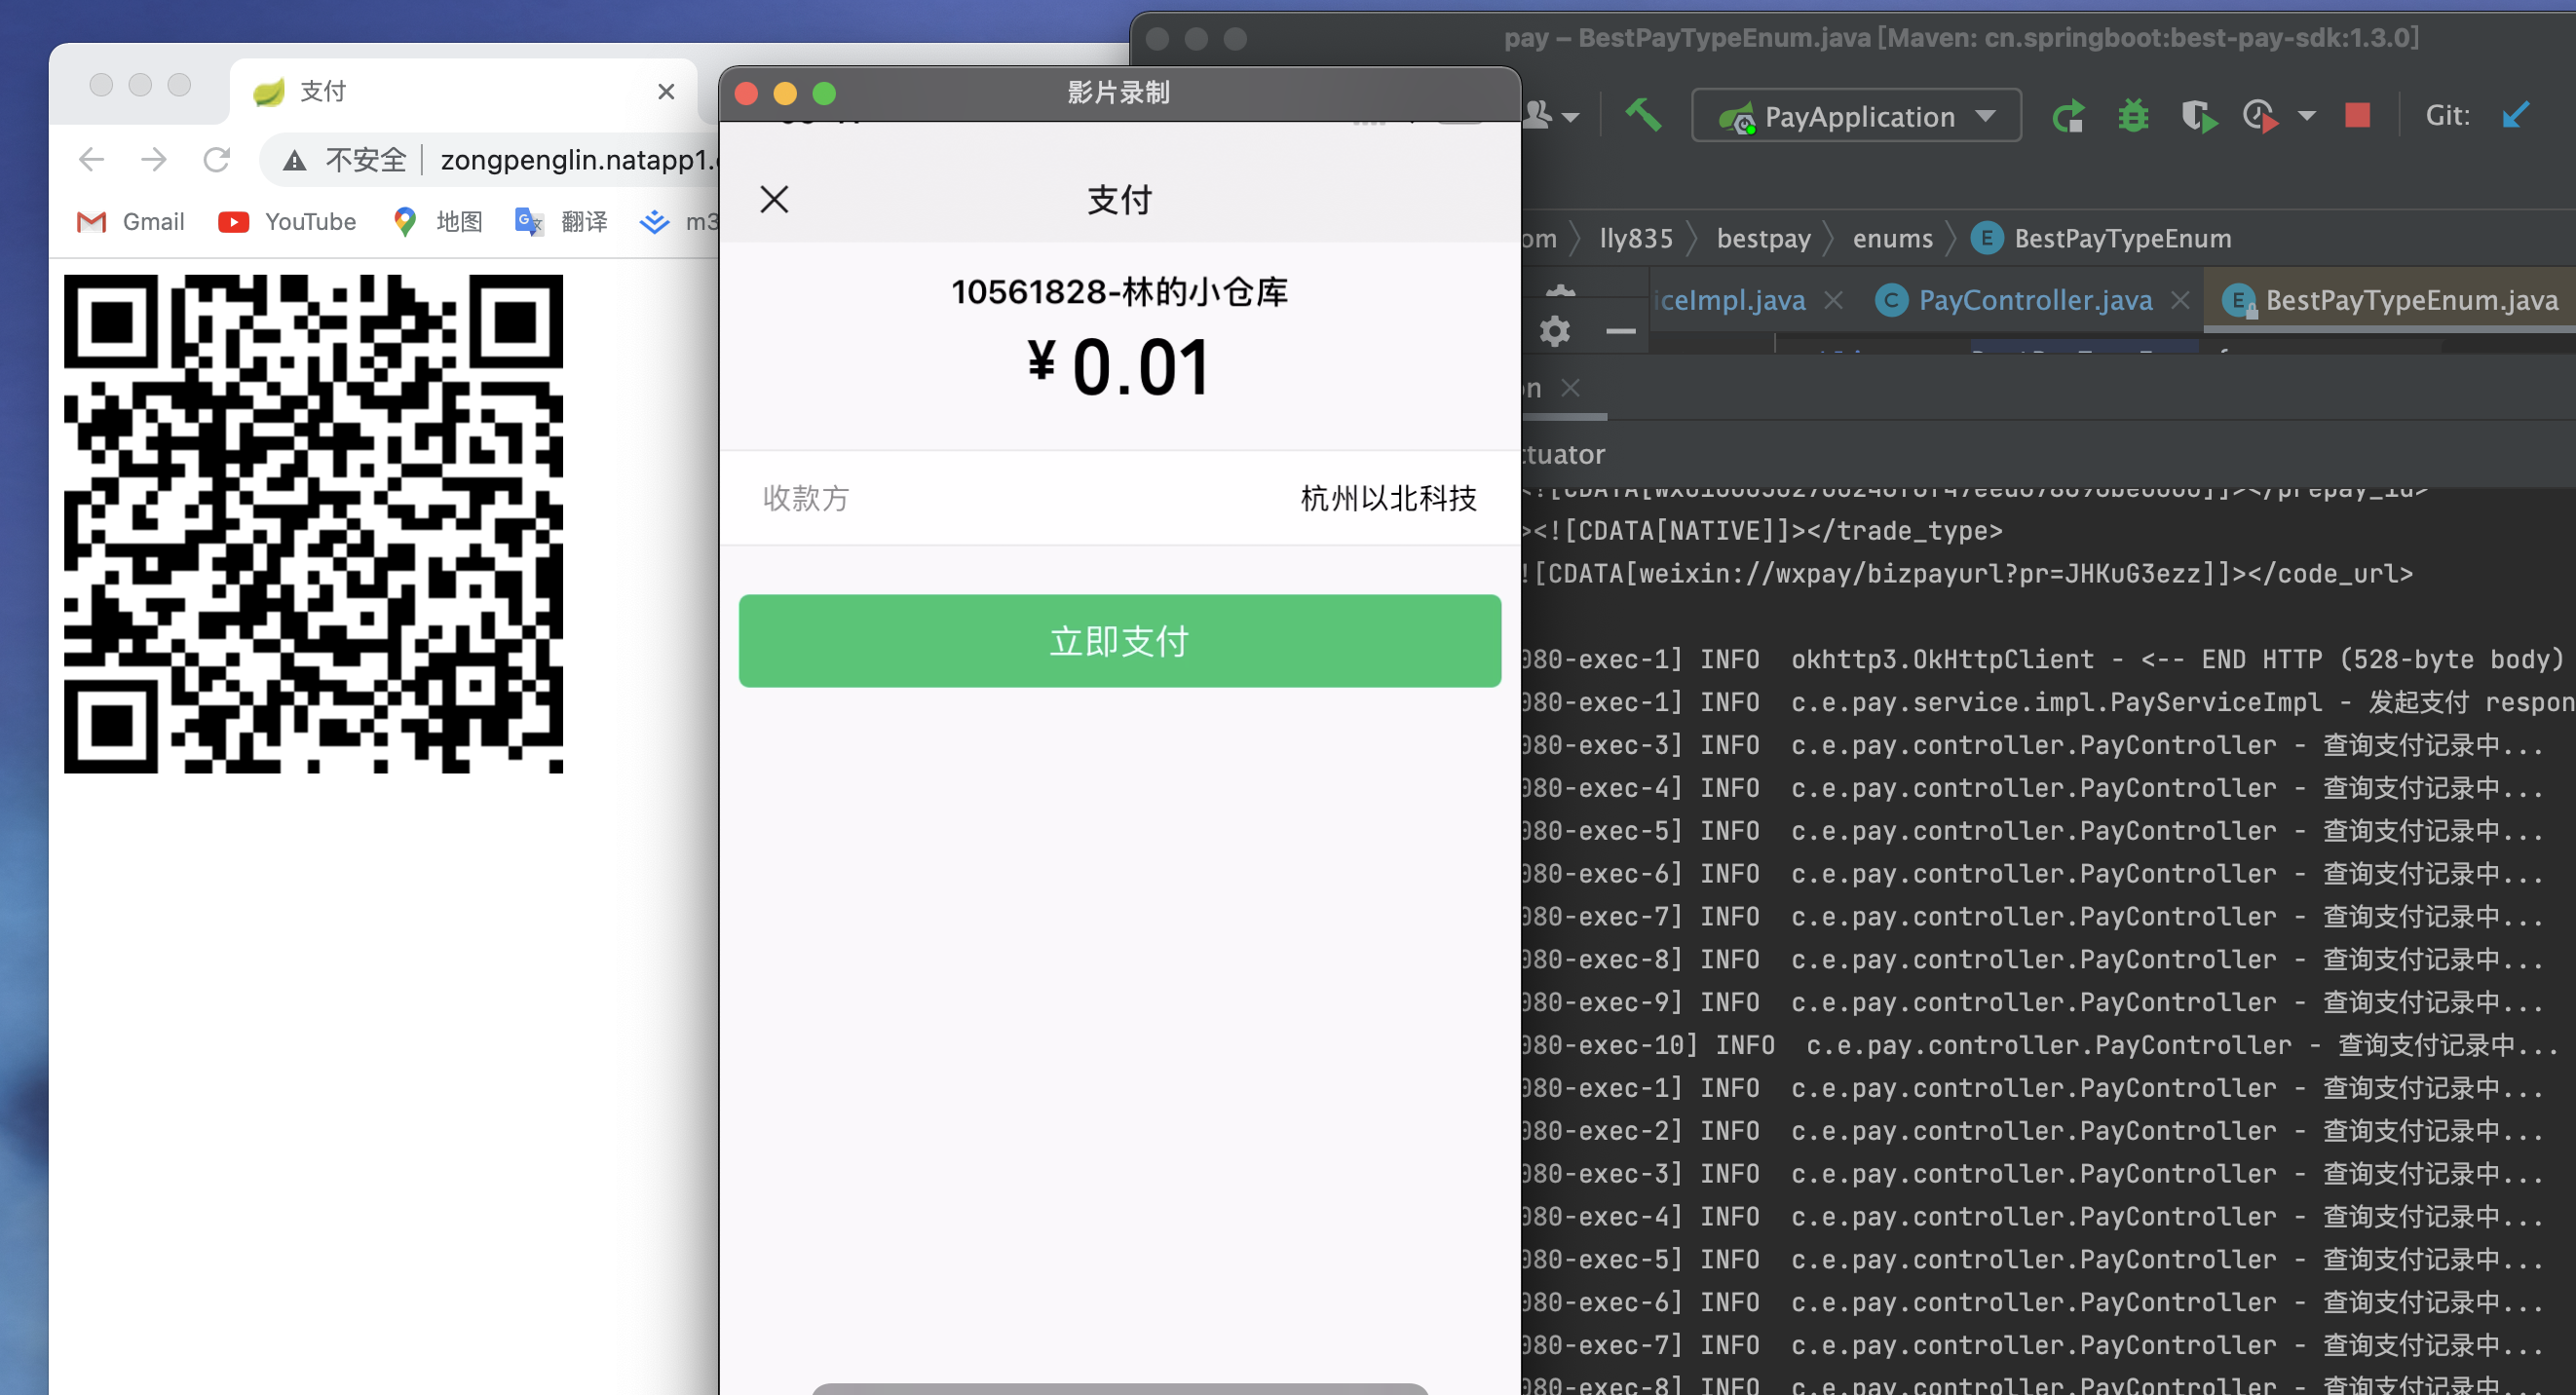 支付
不安全
zongpenglin.natapp1.
Gmail
YouTube
地图
翻译
m3
影片录制
支付
10561828-林的小仓库
¥ 0.01
收款方
杭州以北科技
立即支付
pay – BestPayTypeEnum.java [Maven: cn.springboot:best-pay-sdk:1.3.0]
PayApplication
Git:
om
lly835
bestpay
enums
E BestPayTypeEnum
iceImpl.java
C PayController.java
E BestPayTypeEnum.java
on
tuator
></prepay_id>
><![CDATA[NATIVE]]></trade_type>
![CDATA[weixin://wxpay/bizpayurl?pr=JHKuG3ezz]]></code_url>
080-exec-1] INFO okhttp3.OkHttpClient - <-- END HTTP (528-byte body)
080-exec-1] INFO c.e.pay.service.impl.PayServiceImpl - 发起支付 respon
080-exec-3] INFO c.e.pay.controller.PayController - 查询支付记录中...
080-exec-4] INFO c.e.pay.controller.PayController - 查询支付记录中...
080-exec-5] INFO c.e.pay.controller.PayController - 查询支付记录中...
080-exec-6] INFO c.e.pay.controller.PayController - 查询支付记录中...
080-exec-7] INFO c.e.pay.controller.PayController - 查询支付记录中...
080-exec-8] INFO c.e.pay.controller.PayController - 查询支付记录中...
080-exec-9] INFO c.e.pay.controller.PayController - 查询支付记录中...
080-exec-10] INFO c.e.pay.controller.PayController - 查询支付记录中...
080-exec-1] INFO c.e.pay.controller.PayController - 查询支付记录中...
080-exec-2] INFO c.e.pay.controller.PayController - 查询支付记录中...
080-exec-3] INFO c.e.pay.controller.PayController - 查询支付记录中...
080-exec-4] INFO c.e.pay.controller.PayController - 查询支付记录中...
080-exec-5] INFO c.e.pay.controller.PayController - 查询支付记录中...
080-exec-6] INFO c.e.pay.controller.PayController - 查询支付记录中...
080-exec-7] INFO c.e.pay.controller.PayController - 查询支付记录中...
080-exec-8] INFO c.e.pay.controller.PayController - 查询支付记录中...